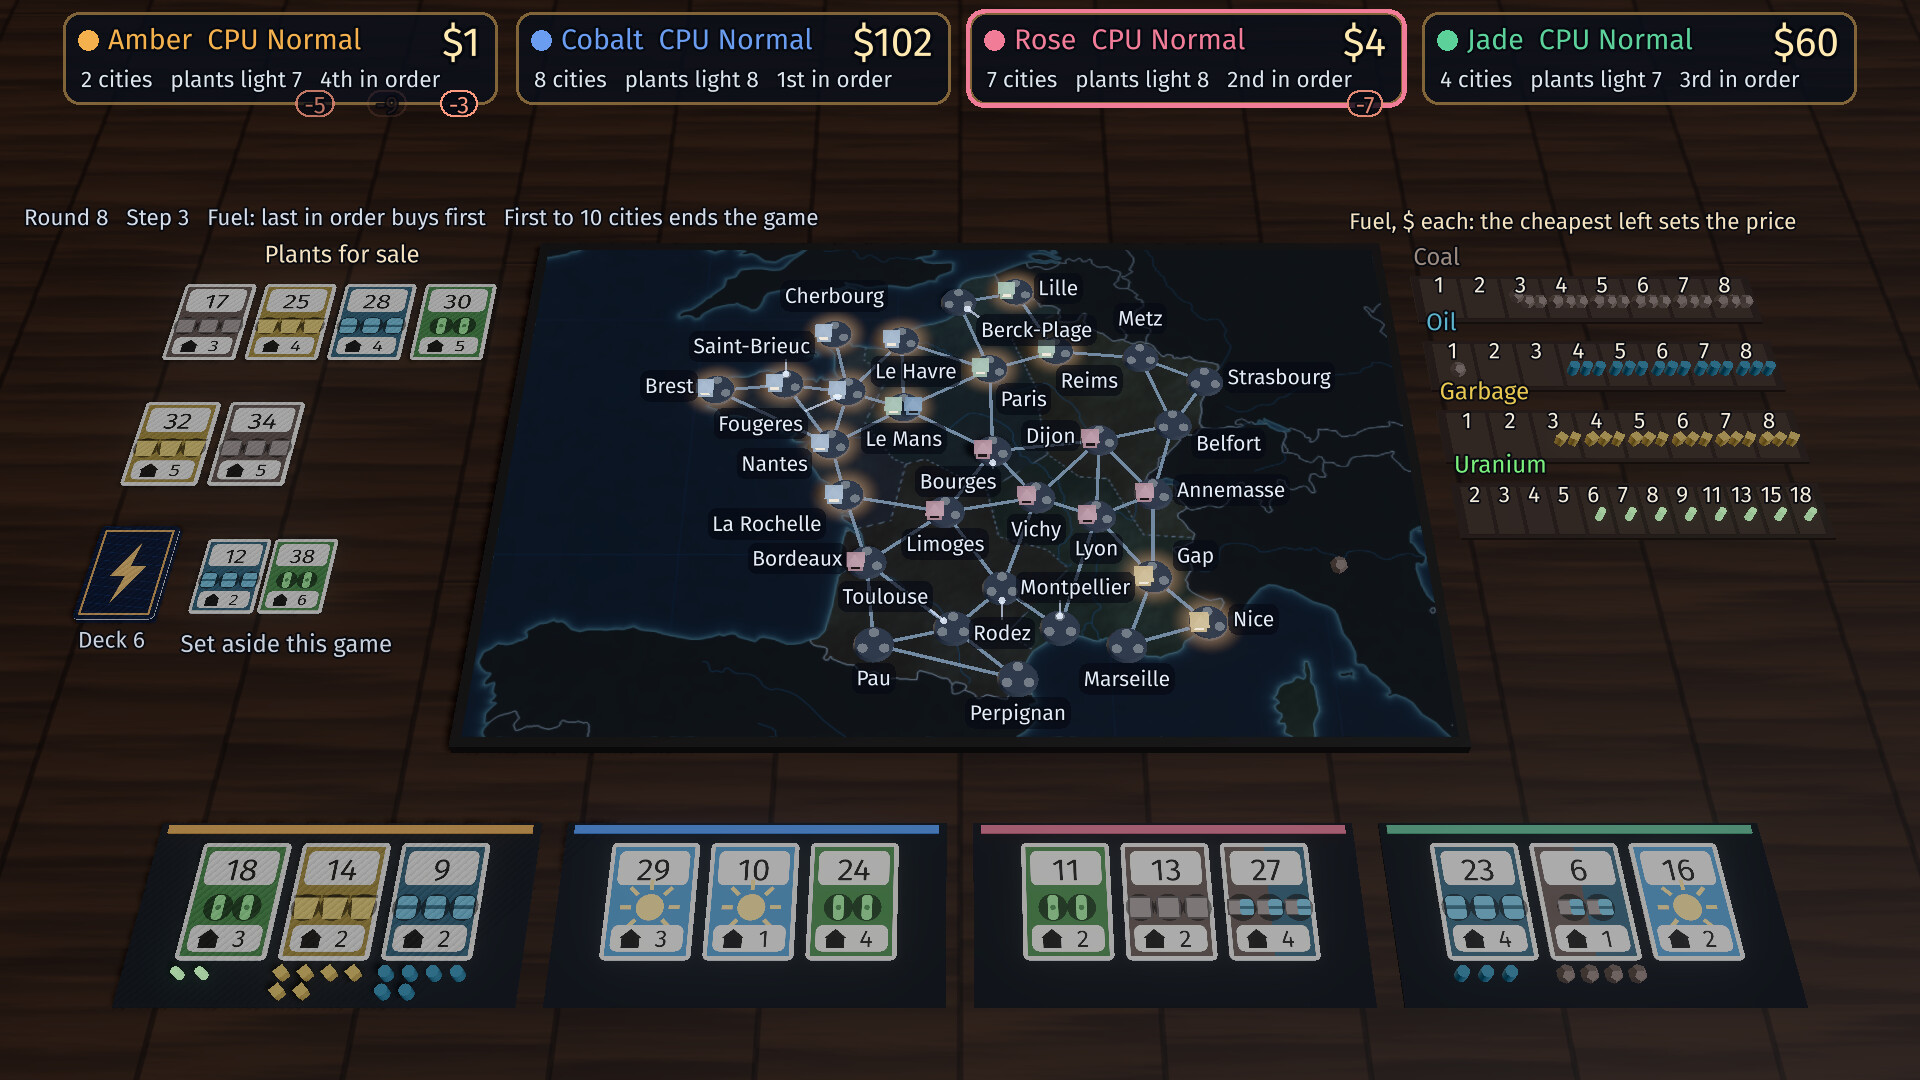 Amber CPU Normal $1
2 cities plants light 7 4th in order
-5 -9 -3
Cobalt CPU Normal $102
8 cities plants light 8 1st in order
Rose CPU Normal $4
7 cities plants light 8 2nd in order
-7
Jade CPU Normal $60
4 cities plants light 7 3rd in order
Round 8 Step 3 Fuel: last in order buys first First to 10 cities ends the game
Plants for sale
17 25 28 30
3 4 4 5
32 34
5 5
12 38
2 6
Deck 6
Set aside this game
Cherbourg
Lille
Berck-Plage
Metz
Saint-Brieuc
Le Havre
Brest
Reims
Strasbourg
Paris
Fougeres
Le Mans
Dijon
Belfort
Nantes
Bourges
Annemasse
La Rochelle
Vichy
Limoges
Lyon
Bordeaux
Gap
Toulouse
Montpellier
Rodez
Nice
Pau
Marseille
Perpignan
Fuel, $ each: the cheapest left sets the price
Coal
1 2 3 4 5 6 7 8
Oil
1 2 3 4 5 6 7 8
Garbage
1 2 3 4 5 6 7 8
Uranium
2 3 4 5 6 7 8 9 11 13 15 18
18 14 9
3 2 2
29 10 24
3 1 4
11 13 27
2 2 4
23 6 16
4 1 2